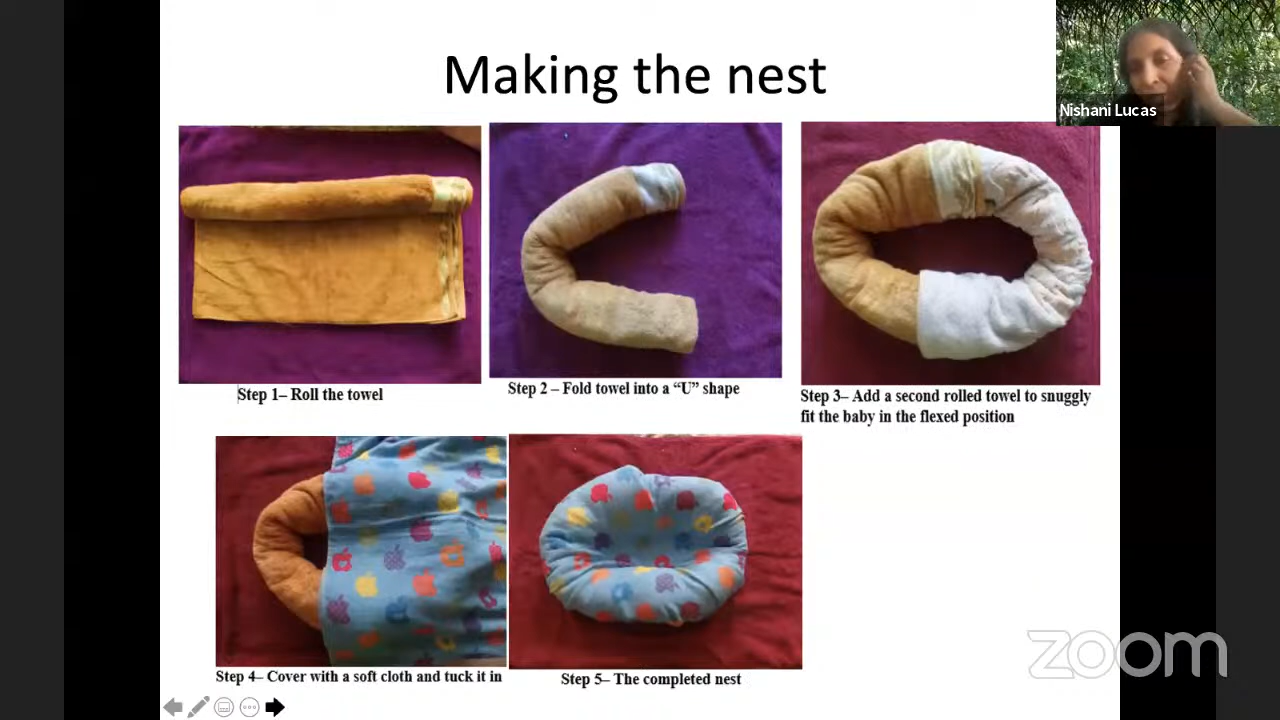 Making the nest
Nishani Lucas
Step 1– Roll the towel
Step 2 – Fold towel into a “U” shape
Step 3– Add a second rolled towel to snuggly
fit the baby in the flexed position
Step 4– Cover with a soft cloth and tuck it in
Step 5– The completed nest
zoom